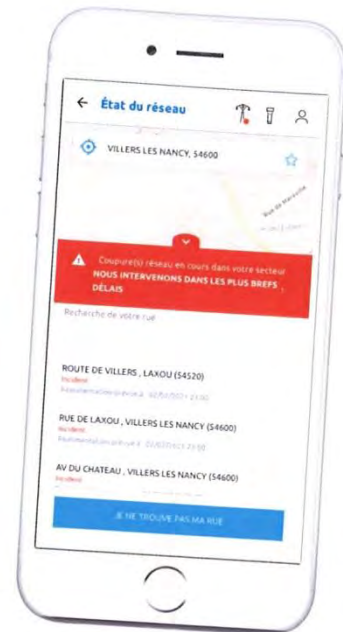 État du réseau
VILLERS LES NANCY, 54600
Coupure(s) réseau en cours dans votre secteur
NOUS INTERVENONS DANS LES PLUS BREFS
DÉLAIS
Recherche de votre rue
ROUTE DE VILLERS , LAXOU (54520)
Incident
RUE DE LAXOU , VILLERS LES NANCY (54600)
Incident
AV DU CHATEAU , VILLERS LES NANCY (54600)
Incident
JE NE TROUVE PAS MA RUE